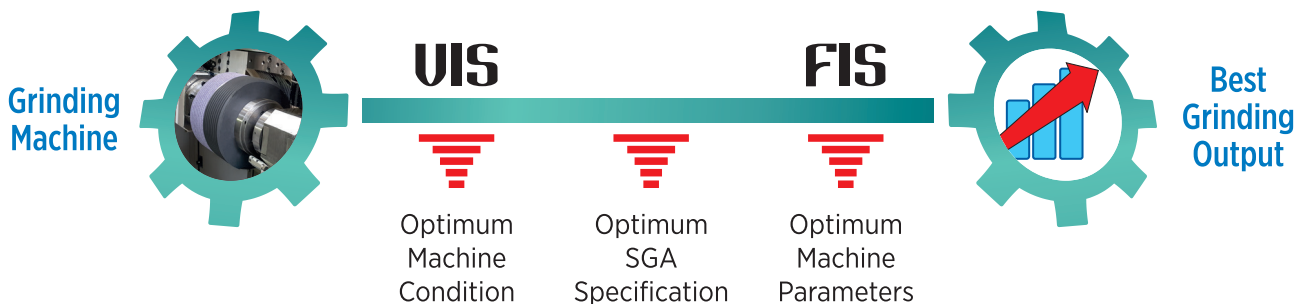 Grinding
Machine
VIS
FIS
Best
Grinding
Output
Optimum
Machine
Condition
Optimum
SGA
Specification
Optimum
Machine
Parameters